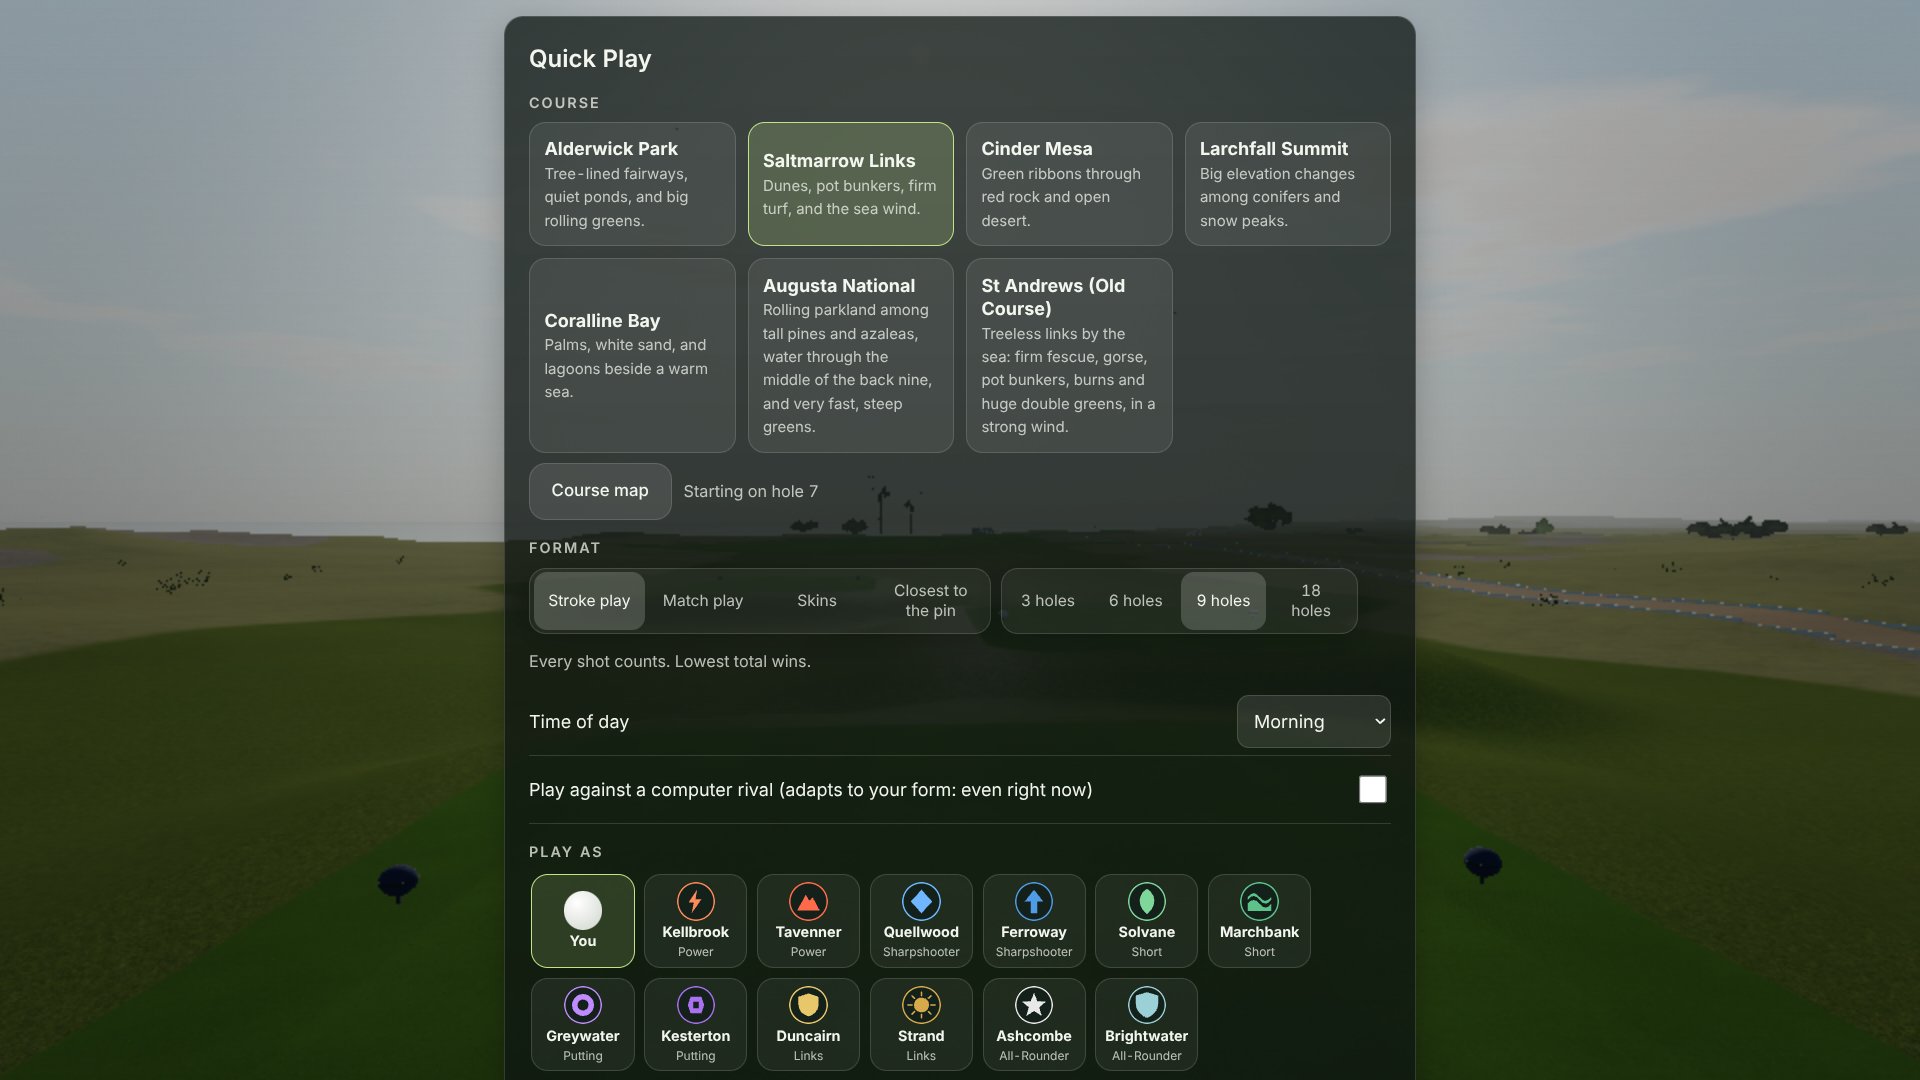 Quick Play
COURSE
Alderwick Park
Tree-lined fairways,
quiet ponds, and big
rolling greens.
Saltmarrow Links
Dunes, pot bunkers, firm
turf, and the sea wind.
Cinder Mesa
Green ribbons through
red rock and open
desert.
Larchfall Summit
Big elevation changes
among conifers and
snow peaks.
Coralline Bay
Palms, white sand, and
lagoons beside a warm
sea.
Augusta National
Rolling parkland among
tall pines and azaleas,
water through the
middle of the back nine,
and very fast, steep
greens.
St Andrews (Old
Course)
Treeless links by the
sea: firm fescue, gorse,
pot bunkers, burns and
huge double greens, in a
strong wind.
Course map
Starting on hole 7
FORMAT
Stroke play
Match play
Skins
Closest to
the pin
3 holes
6 holes
9 holes
18
holes
Every shot counts. Lowest total wins.
Time of day
Morning
Play against a computer rival (adapts to your form: even right now)
PLAY AS
You
Kellbrook
Power
Tavenner
Power
Quellwood
Sharpshooter
Ferroway
Sharpshooter
Solvane
Short
Marchbank
Short
Greywater
Putting
Kesterton
Putting
Duncairn
Links
Strand
Links
Ashcombe
All-Rounder
Brightwater
All-Rounder